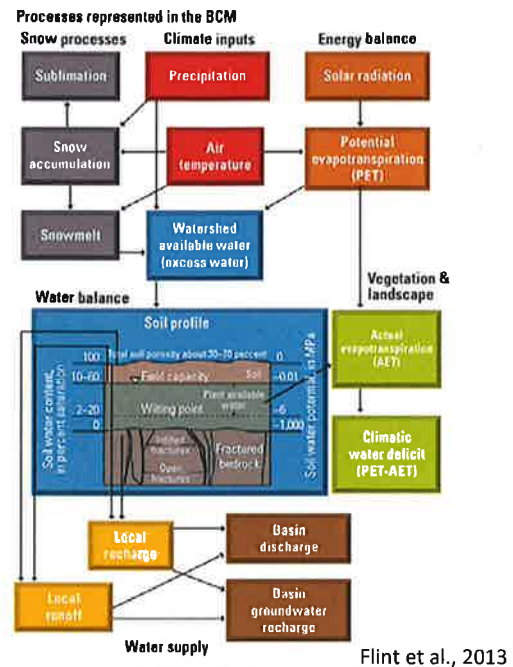 Processes represented in the BCM
Snow processes
Climate inputs
Energy balance
Sublimation
Precipitation
Solar radiation
Snow
accumulation
Air
temperature
Potential
evapotranspiration
(PET)
Snowmelt
Watershed
available water
(excess water)
Vegetation &
landscape
Water balance
Soil profile
Total soil porosity about 20–70 percent
100
0
10–60
Field capacity
Soil
–0.01
Plant available
water
2–20
Wilting point
–6
0
–1,000
Soil water content,
in percent saturation
Soil water potential, in MPa
fractures
Open
fractures
Fractured
bedrock
Actual
evapotranspiration
(AET)
Climatic
water deficit
(PET-AET)
Local
recharge
Basin
discharge
Local
runoff
Basin
groundwater
recharge
Water supply
Flint et al., 2013